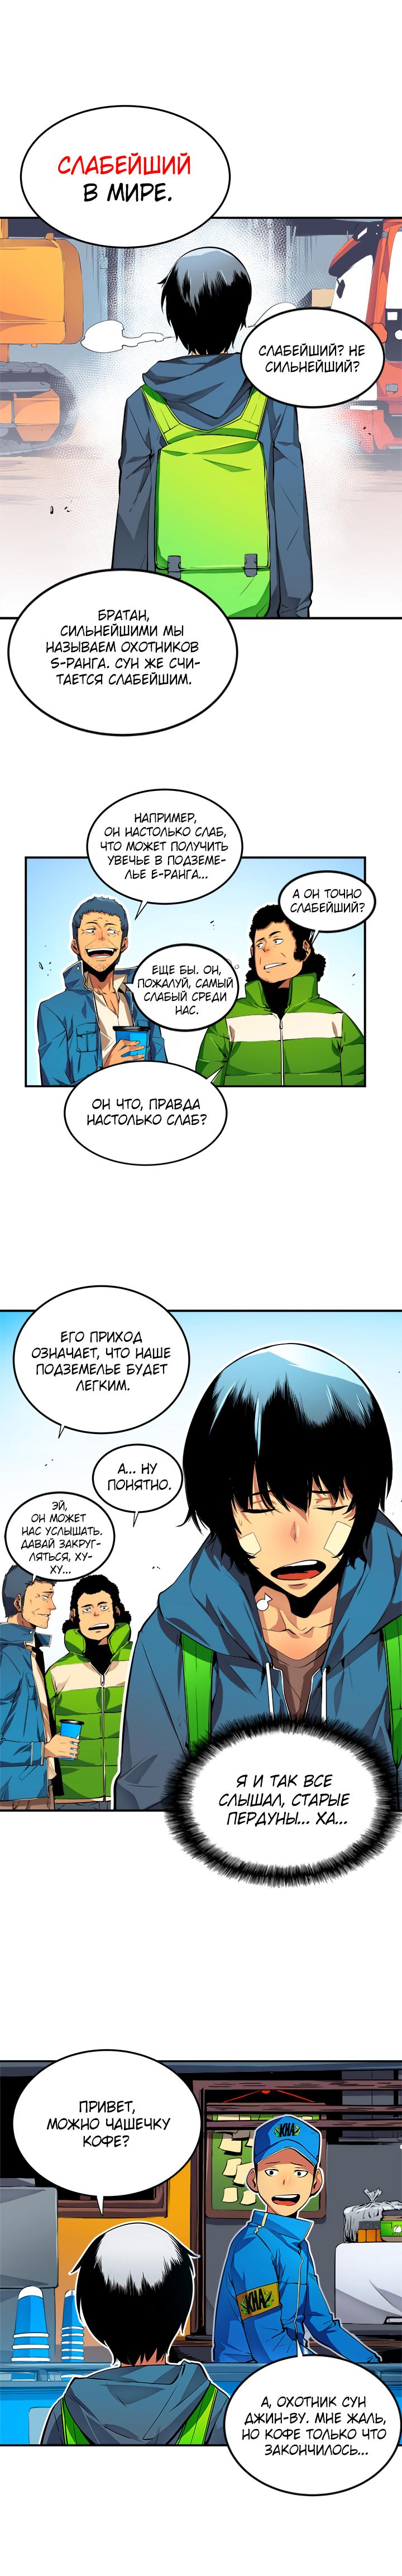 СЛАБЕЙШИЙ
В МИРЕ.
СЛАБЕЙШИЙ? НЕ
СИЛЬНЕЙШИЙ?
БРАТАН,
СИЛЬНЕЙШИМИ МЫ
НАЗЫВАЕМ ОХОТНИКОВ
S-РАНГА. СУН ЖЕ СЧИ-
ТАЕТСЯ СЛАБЕЙШИМ.
НАПРИМЕР,
ОН НАСТОЛЬКО СЛАБ,
ЧТО МОЖЕТ ПОЛУЧИТЬ
УВЕЧЬЕ В ПОДЗЕМЕ-
ЛЬЕ E-РАНГА...
А ОН ТОЧНО
СЛАБЕЙШИЙ?
ЕЩЕ БЫ. ОН,
ПОЖАЛУЙ, САМЫЙ
СЛАБЫЙ СРЕДИ
НАС.
ОН ЧТО, ПРАВДА
НАСТОЛЬКО СЛАБ?
ЕГО ПРИХОД
ОЗНАЧАЕТ, ЧТО НАШЕ
ПОДЗЕМЕЛЬЕ БУДЕТ
ЛЕГКИМ.
А... НУ
ПОНЯТНО.
ЭЙ,
ОН МОЖЕТ
НАС УСЛЫШАТЬ.
ДАВАЙ ЗАКРУГ-
ЛЯТЬСЯ, ХУ-
ХУ...
Я И ТАК ВСЕ
СЛЫШАЛ, СТАРЫЕ
ПЕРДУНЫ... ХА...
ПРИВЕТ,
МОЖНО ЧАШЕЧКУ
КОФЕ?
KHA
KHA
А, ОХОТНИК СУН
ДЖИН-ВУ. МНЕ ЖАЛЬ,
НО КОФЕ ТОЛЬКО ЧТО
ЗАКОНЧИЛОСЬ...